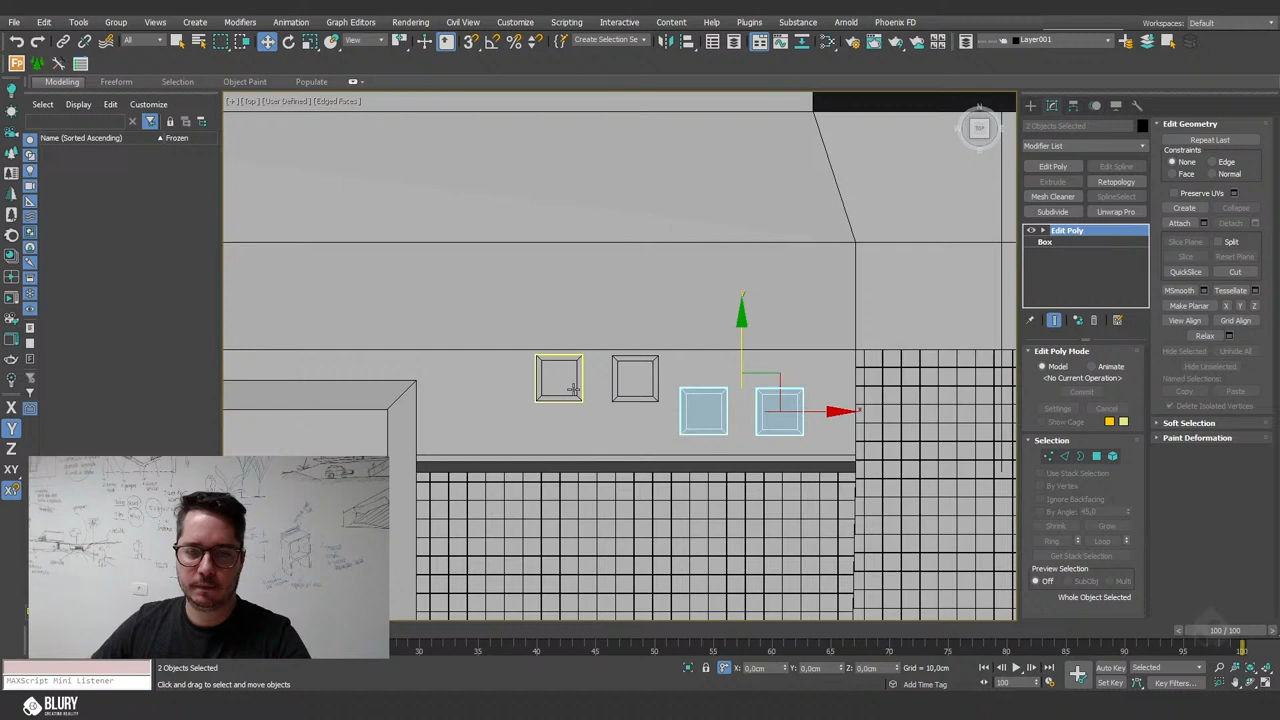 File Edit Tools Group Views Create Modifiers Animation Graph Editors Rendering Civil View Customize Scripting Interactive Content Help Plugins Substance Arnold Phoenix FD
Workspaces: Default
All View Create Selection Se Layer001
Modeling Freeform Selection Object Paint Populate
Select Display Edit Customize
Name (Sorted Ascending) ▲ Frozen
[+] [Top] [User Defined] [Edged Faces]
TOP
2 Objects Selected
Modifier List
Edit Poly Edit Spline
Extrude Retopology
Mesh Cleaner SplineSelect
Subdivide Unwrap Pro
Edit Poly
Box
Edit Poly Mode
Model Animate
<No Current Operation>
Commit
Settings Cancel
Show Cage
Selection
Use Stack Selection
By Vertex
Ignore Backfacing
By Angle: 45,0
Shrink Grow
Ring Loop
Get Stack Selection
Preview Selection
Off SubObj Multi
Whole Object Selected
Edit Geometry
Repeat Last
Constraints
None Edge
Face Normal
Preserve UVs
Create Collapse
Attach Detach
Slice Plane Split
Slice Reset Plane
QuickSlice Cut
MSmooth Tessellate
Make Planar X Y Z
View Align Grid Align
Relax
Hide Selected Unhide All
Hide Unselected
Copy Paste
Delete Isolated Vertices
Soft Selection
Paint Deformation
X
Y
Z
XY
30 35 40 45 50 55 60 65 70 75 80 85 90 95 100
100 / 100
MAXScript Mini Listener
2 Objects Selected
Click and drag to select and move objects
X: 0,0cm Y: 0,0cm Z: 0,0cm Grid = 10,0cm
Add Time Tag
100
Auto Key Selected
Set Key Key Filters...
BLURY
CREATING REALITY